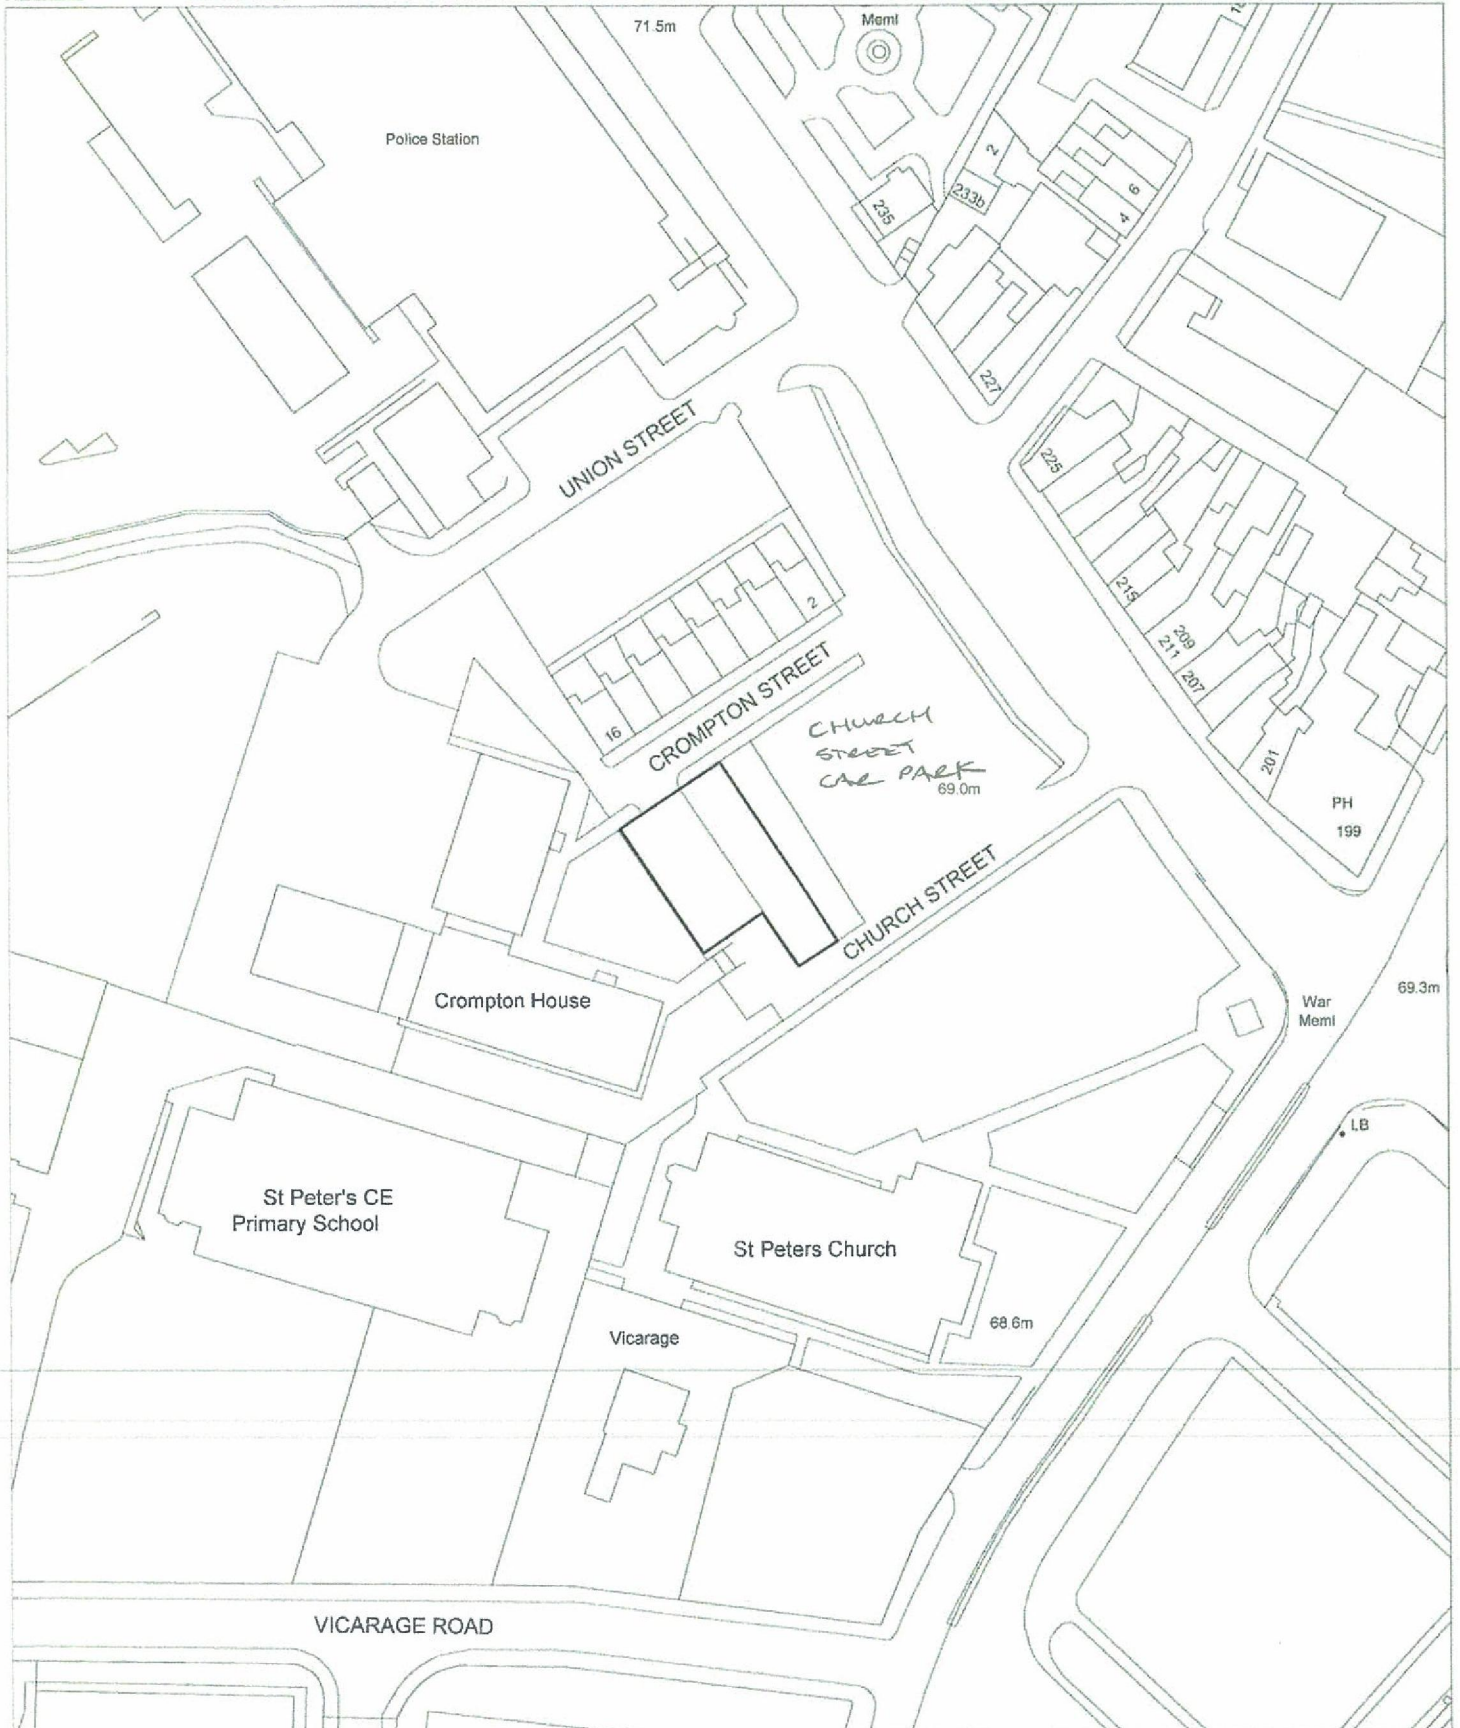 71.5m
Meml
Police Station
2
233b
235
6
4
227
UNION STREET
225
2
215
209
211
207
16
CROMPTON STREET
CHURCH
STREET
CAR PARK
69.0m
201
PH
199
CHURCH STREET
Crompton House
War
Meml
69.3m
LB
St Peter's CE
Primary School
St Peters Church
68.6m
Vicarage
VICARAGE ROAD